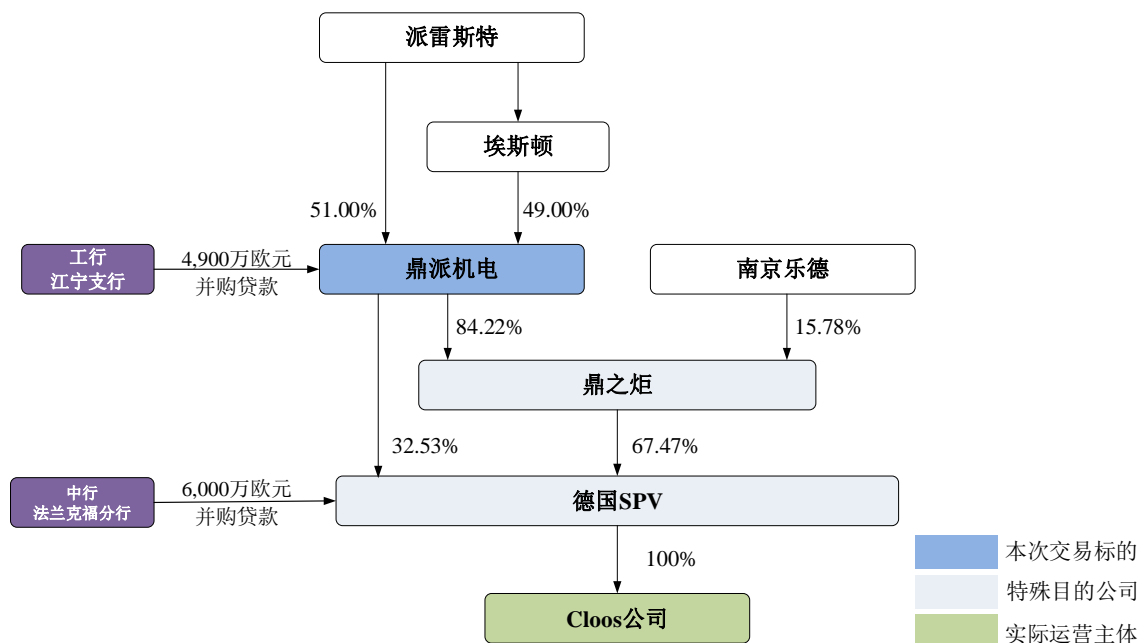 派雷斯特
埃斯顿
51.00%
49.00%
工行
江宁支行
4,900万欧元
并购贷款
鼎派机电
南京乐德
84.22%
15.78%
鼎之炬
32.53%
67.47%
中行
法兰克福分行
6,000万欧元
并购贷款
德国SPV
100%
Cloos公司
本次交易标的
特殊目的公司
实际运营主体